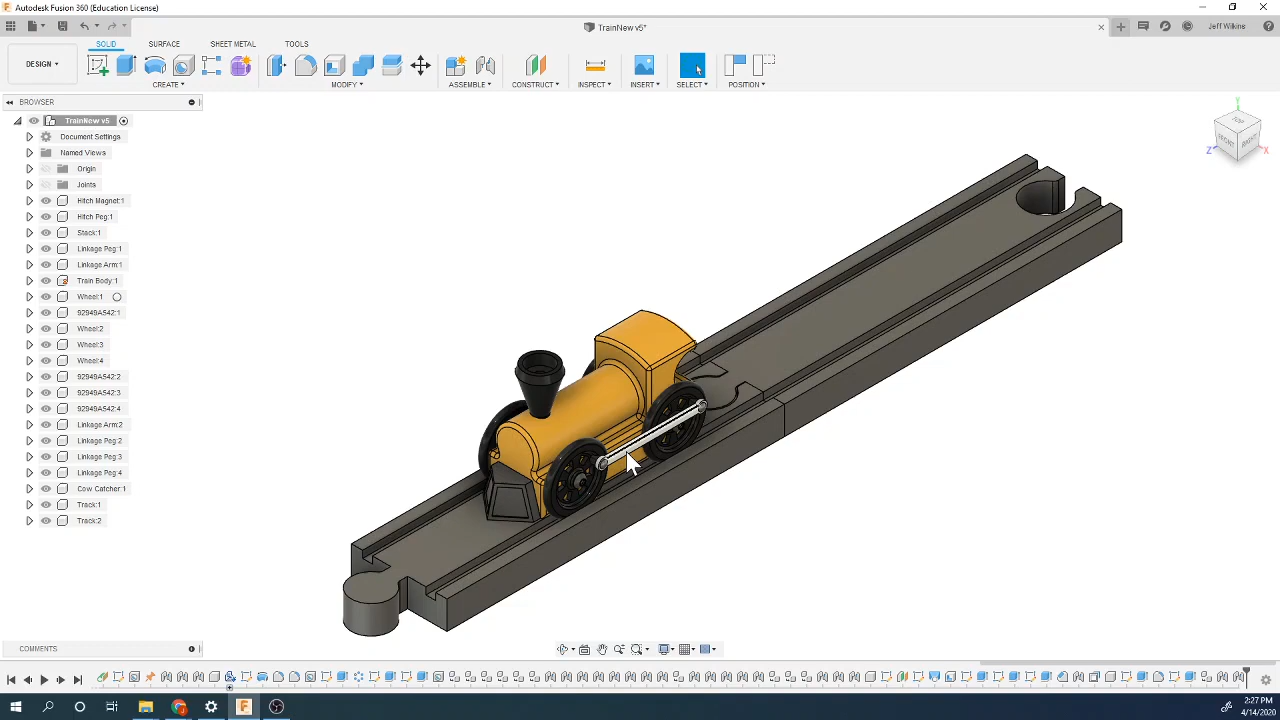 Autodesk Fusion 360 (Education License)
TrainNew v5*
Jeff Wilkins
SOLID SURFACE SHEET METAL TOOLS
DESIGN
CREATE MODIFY ASSEMBLE CONSTRUCT INSPECT INSERT SELECT POSITION
BROWSER
TrainNew v5
Document Settings
Named Views
Origin
Joints
Hitch Magnet:1
Hitch Peg:1
Stack:1
Linkage Peg:1
Linkage Arm:1
Train Body:1
Wheel:1
92949A542:1
Wheel:2
Wheel:3
Wheel:4
92949A542:2
92949A542:3
92949A542:4
Linkage Arm:2
Linkage Peg:2
Linkage Peg:3
Linkage Peg:4
Cow Catcher:1
Track:1
Track:2
Y
TOP
FRONT RIGHT
Z X
COMMENTS
2:27 PM
4/14/2020